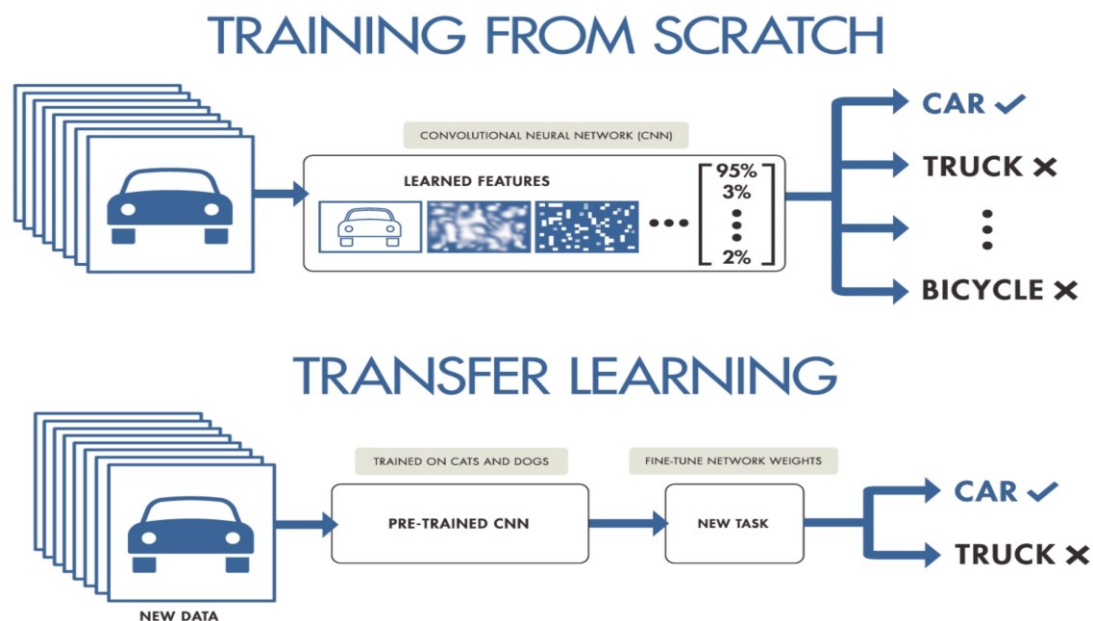 TRAINING FROM SCRATCH
CONVOLUTIONAL NEURAL NETWORK (CNN)
LEARNED FEATURES
95%
3%
2%
CAR
TRUCK
BICYCLE
TRANSFER LEARNING
NEW DATA
TRAINED ON CATS AND DOGS
PRE-TRAINED CNN
FINE-TUNE NETWORK WEIGHTS
NEW TASK
CAR
TRUCK